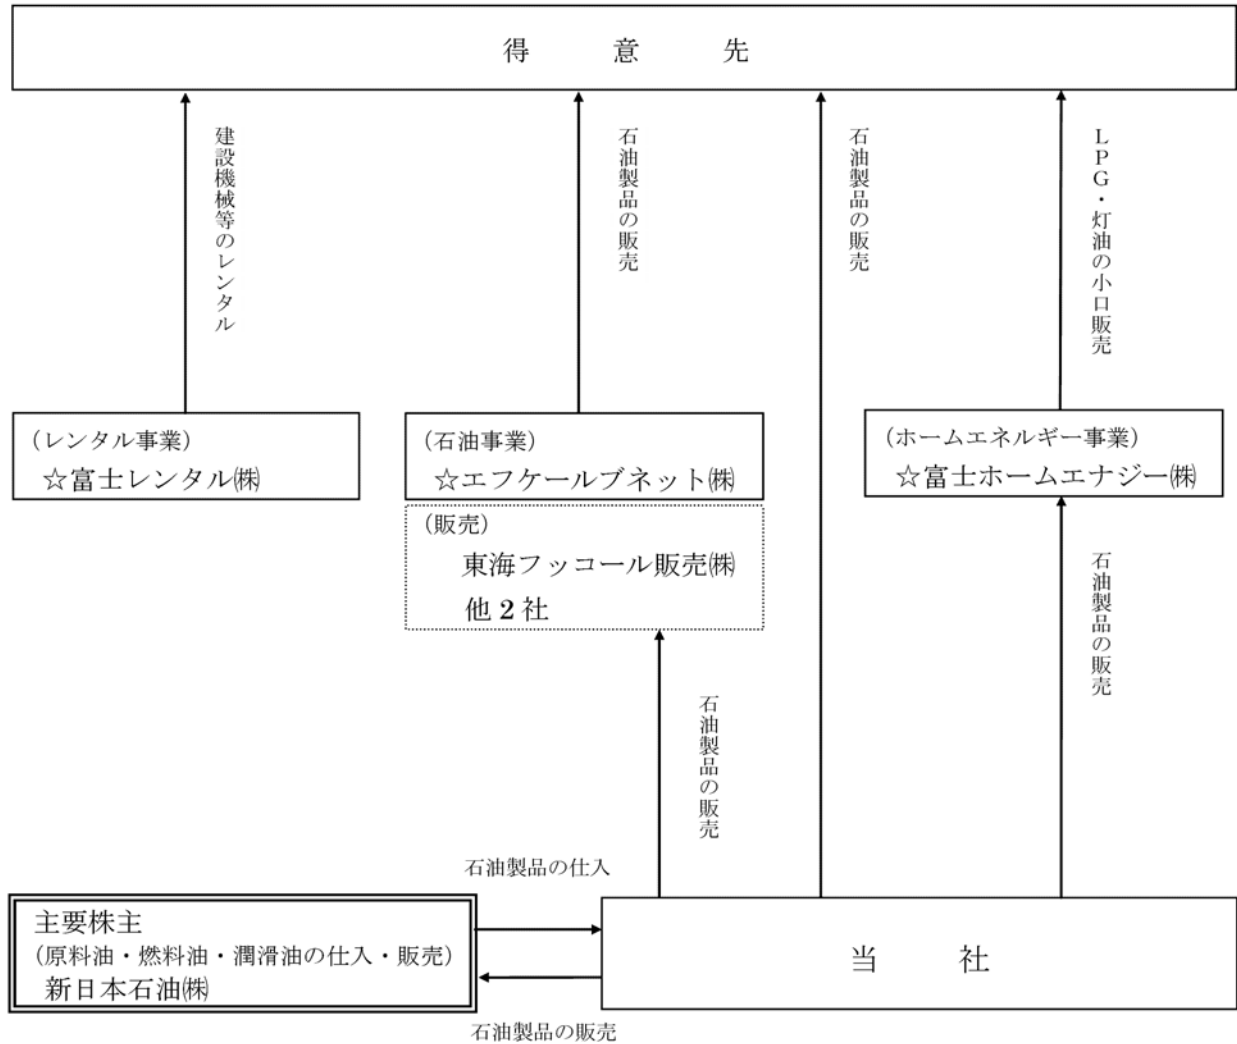 得意先
建設機械等のレンタル
石油製品の販売
石油製品の販売
LPG・灯油の小口販売
(レンタル事業)
☆富士レンタル㈱
(石油事業)
☆エフケールブネット㈱
(ホームエネルギー事業)
☆富士ホームエナジー㈱
(販売)
東海フッコール販売㈱
他2社
石油製品の販売
石油製品の販売
石油製品の仕入
主要株主
(原料油・燃料油・潤滑油の仕入・販売)
新日本石油㈱
当社
石油製品の販売